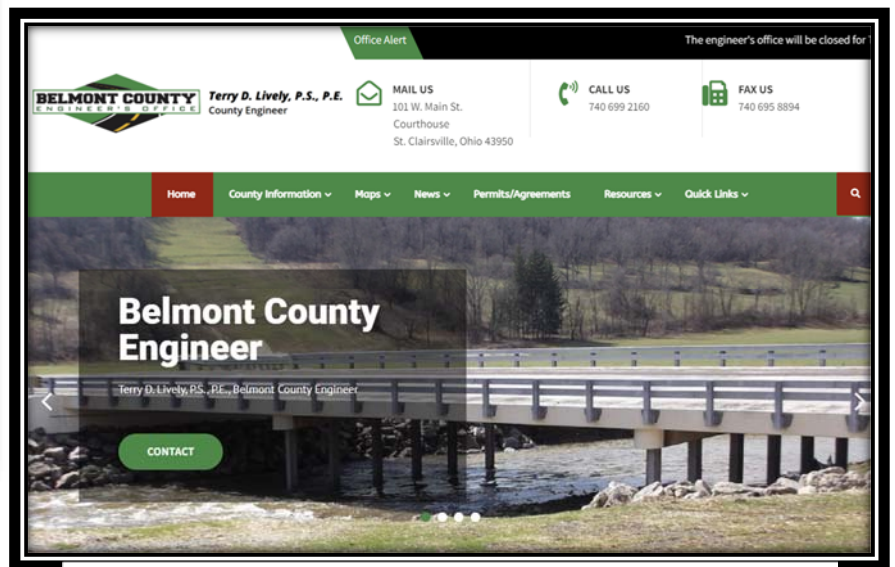 Office Alert
The engineer's office will be closed for
BELMONT COUNTY
ENGINEER'S OFFICE
Terry D. Lively, P.S., P.E.
County Engineer
MAIL US
101 W. Main St.
Courthouse
St. Clairsville, Ohio 43950
CALL US
740 699 2160
FAX US
740 695 8894
Home
County Information
Maps
News
Permits/Agreements
Resources
Quick Links
Belmont County
Engineer
Terry D. Lively, P.S., P.E., Belmont County Engineer
CONTACT